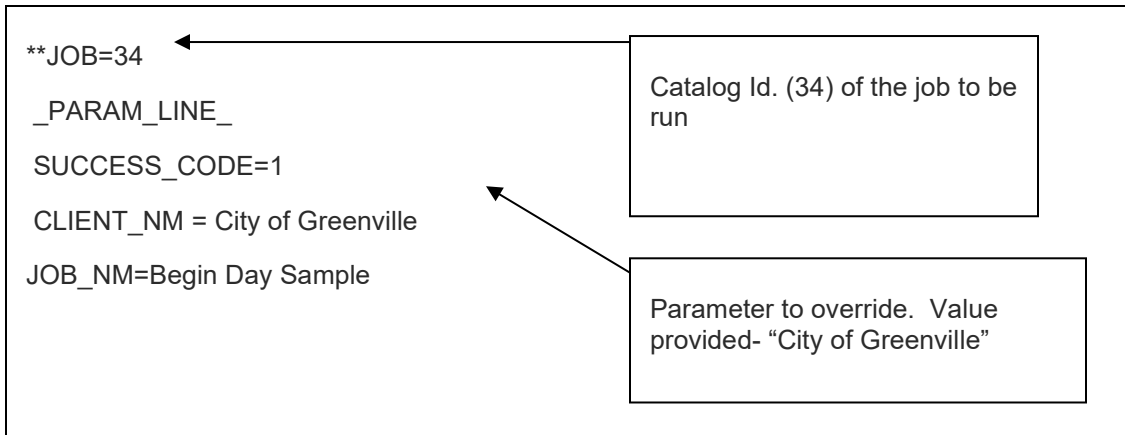 **JOB=34
_PARAM_LINE_
SUCCESS_CODE=1
CLIENT_NM = City of Greenville
JOB_NM=Begin Day Sample
Catalog Id. (34) of the job to be
run
Parameter to override.  Value
provided- “City of Greenville”